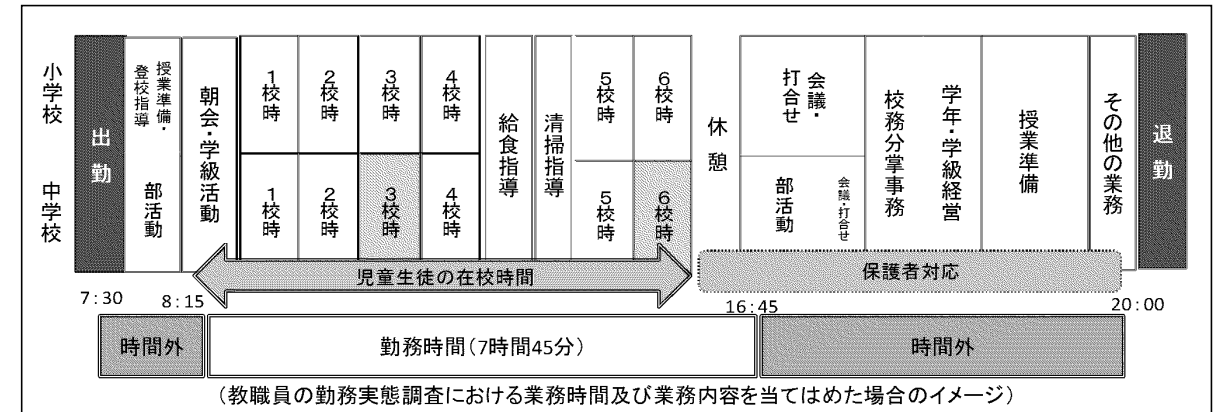 小学校
中学校
出勤
授業準備・
登校指導
部活動
朝会・学級活動
1校時
2校時
3校時
4校時
1校時
2校時
3校時
4校時
給食指導
清掃指導
5校時
6校時
5校時
6校時
休憩
会議・
打合せ
部活動
会議・打合せ
校務分掌事務
学年・学級経営
授業準備
その他の業務
退勤
児童生徒の在校時間
保護者対応
7:30
8:15
16:45
20:00
時間外
勤務時間(7時間45分)
時間外
(教職員の勤務実態調査における業務時間及び業務内容を当てはめた場合のイメージ)